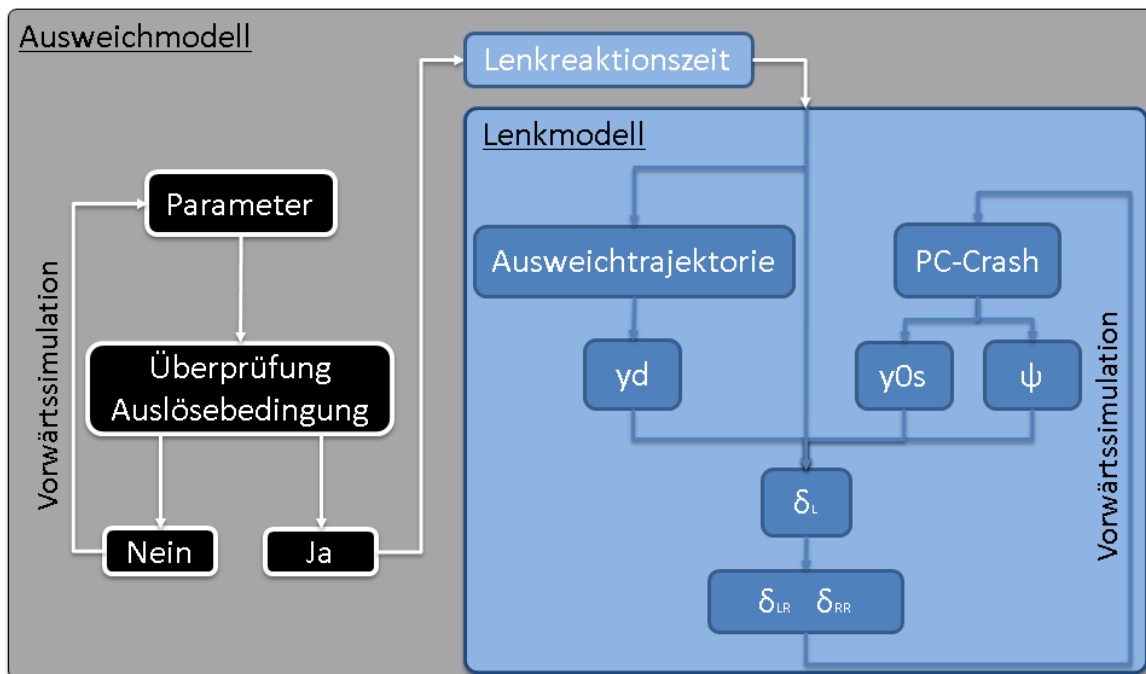 Ausweichmodell
Lenkreaktionszeit
Lenkmodell
Parameter
Ausweichtrajektorie
PC-Crash
Vorwärtssimulation
Überprüfung
Auslösebedingung
yd
y0s
ψ
Vorwärtssimulation
δL
Nein
Ja
δLR δRR